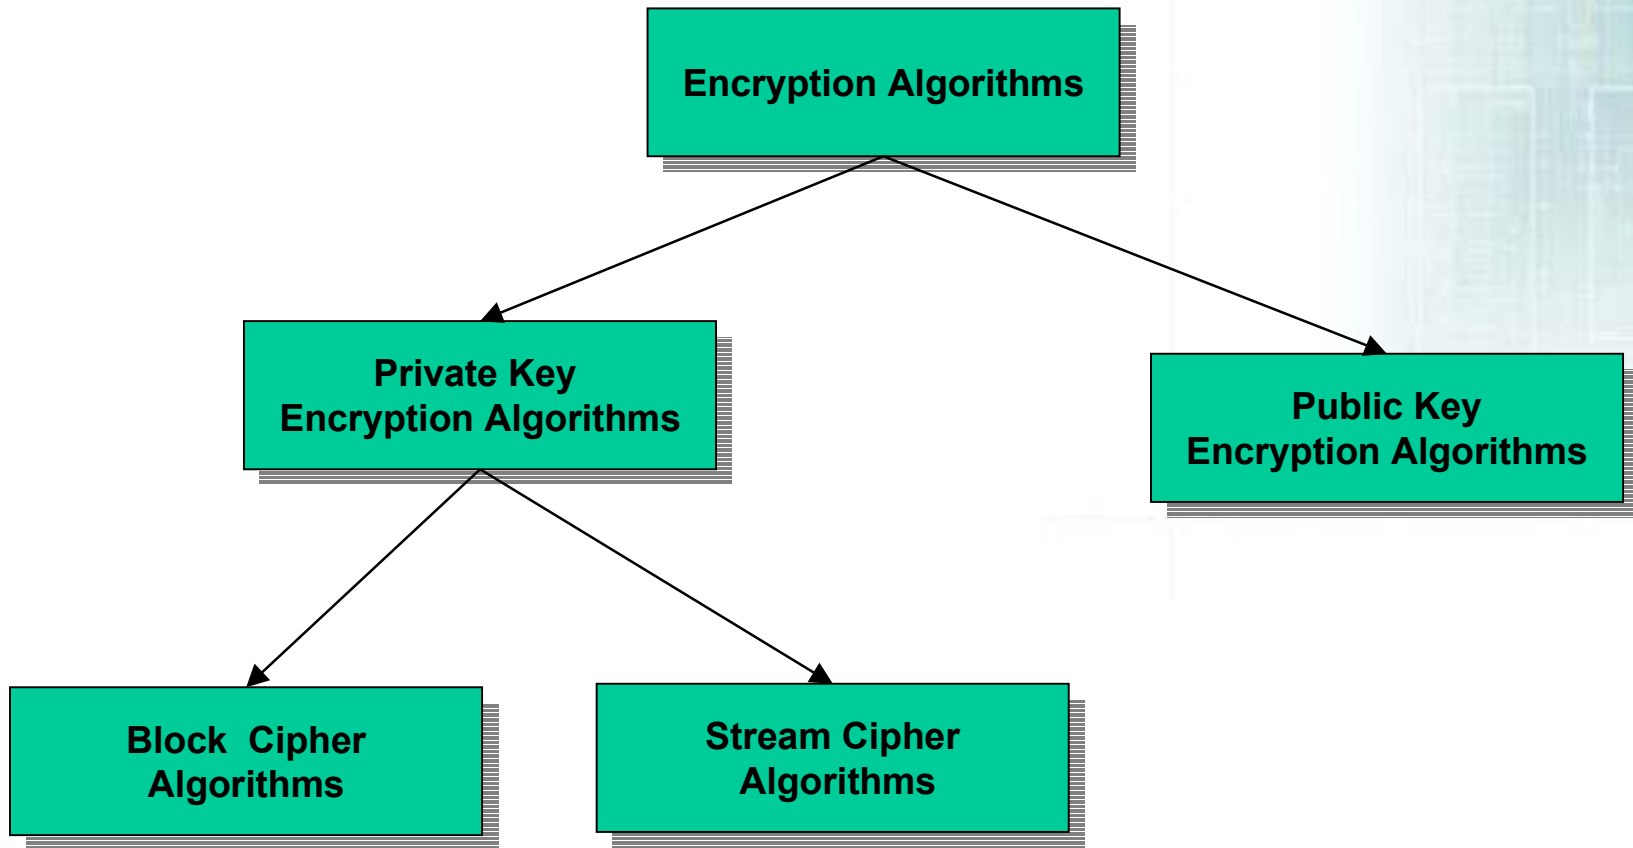 Encryption Algorithms
Private Key
Encryption Algorithms
Public Key
Encryption Algorithms
Block  Cipher
Algorithms
Stream Cipher
Algorithms